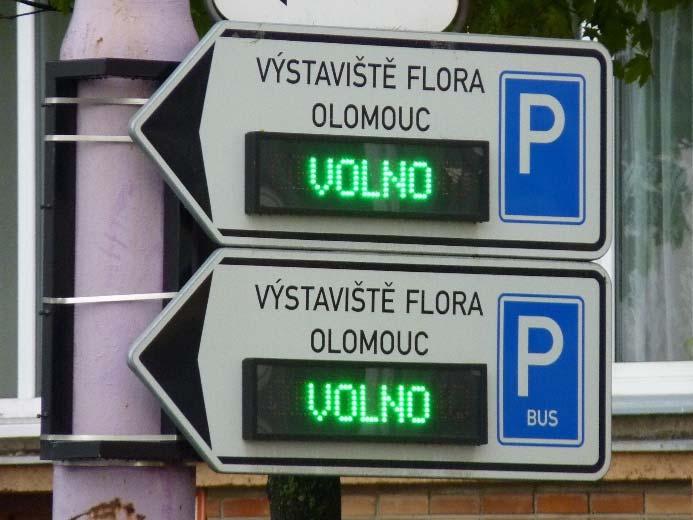 VÝSTAVIŠTĚ FLORA
OLOMOUC
VOLNO
P
VÝSTAVIŠTĚ FLORA
OLOMOUC
VOLNO
P
BUS